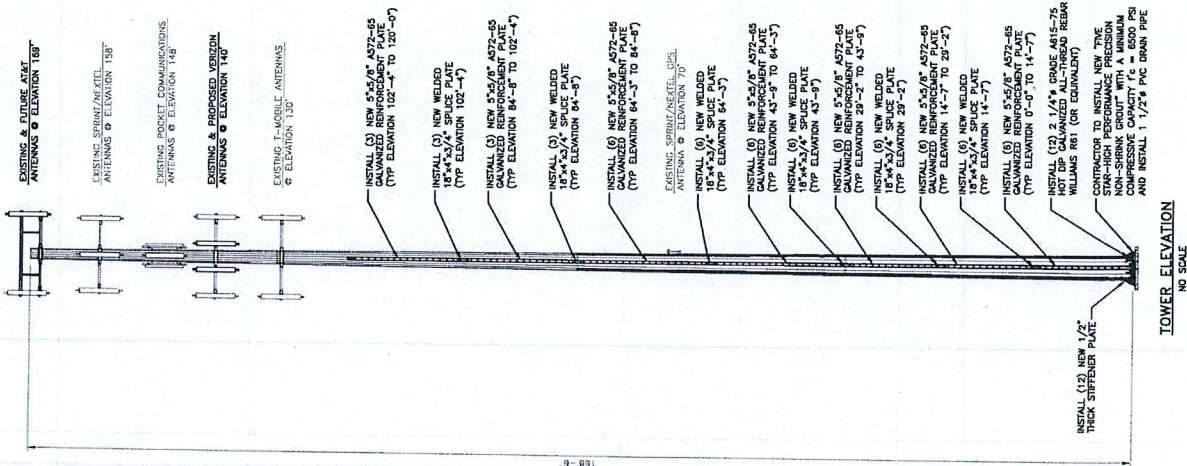 EXISTING & FUTURE AT&T
ANTENNAS @ ELEVATION 169'
EXISTING SPRINT/NEXTEL
ANTENNAS @ ELEVATION 158'
EXISTING POCKET COMMUNICATIONS
ANTENNAS @ ELEVATION 148'
EXISTING & PROPOSED VERIZON
ANTENNAS @ ELEVATION 140'
EXISTING T-MOBILE ANTENNAS
@ ELEVATION 130'
INSTALL (3) NEW 5"x5/8" A572-65
GALVANIZED REINFORCEMENT PLATE
(TYP ELEVATION 102'-4" TO 120'-0")
INSTALL (3) NEW WELDED
18"x4"x3/4" SPLICE PLATE
(TYP ELEVATION 102'-4")
INSTALL (3) NEW 5"x5/8" A572-65
GALVANIZED REINFORCEMENT PLATE
(TYP ELEVATION 84'-8" TO 102'-4")
INSTALL (3) NEW WELDED
18"x4"x3/4" SPLICE PLATE
(TYP ELEVATION 84'-8")
INSTALL (6) NEW 5"x5/8" A572-65
GALVANIZED REINFORCEMENT PLATE
(TYP ELEVATION 64'-3" TO 84'-8")
EXISTING SPRINT/NEXTEL GPS
ANTENNA @ ELEVATION 70'
INSTALL (6) NEW WELDED
18"x4"x3/4" SPLICE PLATE
(TYP. ELEVATION 64'-3")
INSTALL (6) NEW 5"x5/8" A572-65
GALVANIZED REINFORCEMENT PLATE
(TYP ELEVATION 43'-9" TO 64'-3")
INSTALL (6) NEW WELDED
18"x4"x3/4" SPLICE PLATE
(TYP ELEVATION 43'-9")
INSTALL (6) NEW 5"x5/8" A572-65
GALVANIZED REINFORCEMENT PLATE
(TYP ELEVATION 29'-2" TO 43'-9")
INSTALL (6) NEW WELDED
18"x4"x3/4" SPLICE PLATE
(TYP ELEVATION 29'-2")
INSTALL (6) NEW 5"x5/8" A572-65
GALVANIZED REINFORCEMENT PLATE
(TYP ELEVATION 14'-7" TO 29'-2")
INSTALL (6) NEW WELDED
18"x4"x3/4" SPLICE PLATE
(TYP ELEVATION 14'-7")
INSTALL (6) NEW 5"x5/8" A572-65
GALVANIZED REINFORCEMENT PLATE
(TYP ELEVATION 0'-0" TO 14'-7")
INSTALL (12) 2 1/4"ø GRADE A615-75
HOT DIP GALVANIZED ALL-THREAD REBAR
WILLIAMS R61 (OR EQUIVALENT)
CONTRACTOR TO INSTALL NEW "FIVE
STAR-HIGH PERFORMANCE PRECISION
NON-SHRINK GROUT" WITH A MINIMUM
COMPRESSIVE CAPACITY f'c = 6500 PSI
AND INSTALL 1 1/2"ø PVC DRAIN PIPE
INSTALL (12) NEW 1/2"
THICK STIFFENER PLATE
TOWER ELEVATION
NO SCALE